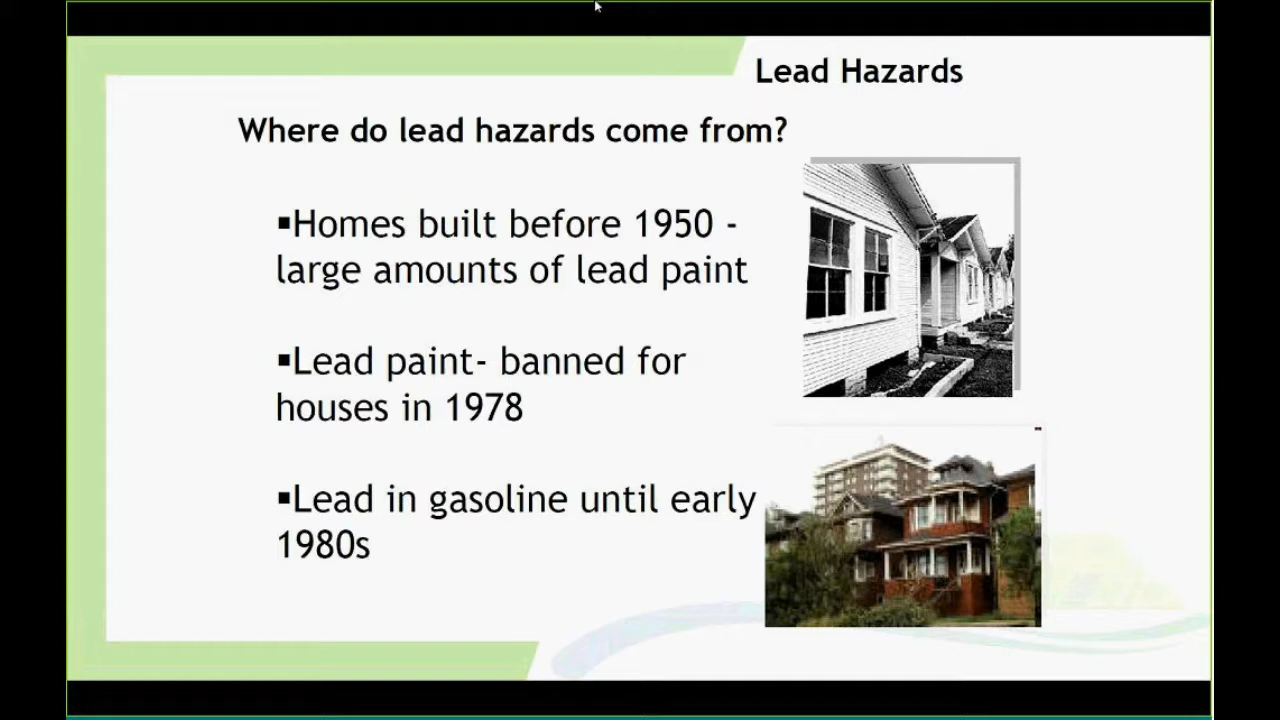 Lead Hazards
Where do lead hazards come from?
▪Homes built before 1950 -
large amounts of lead paint
▪Lead paint- banned for
houses in 1978
▪Lead in gasoline until early
1980s